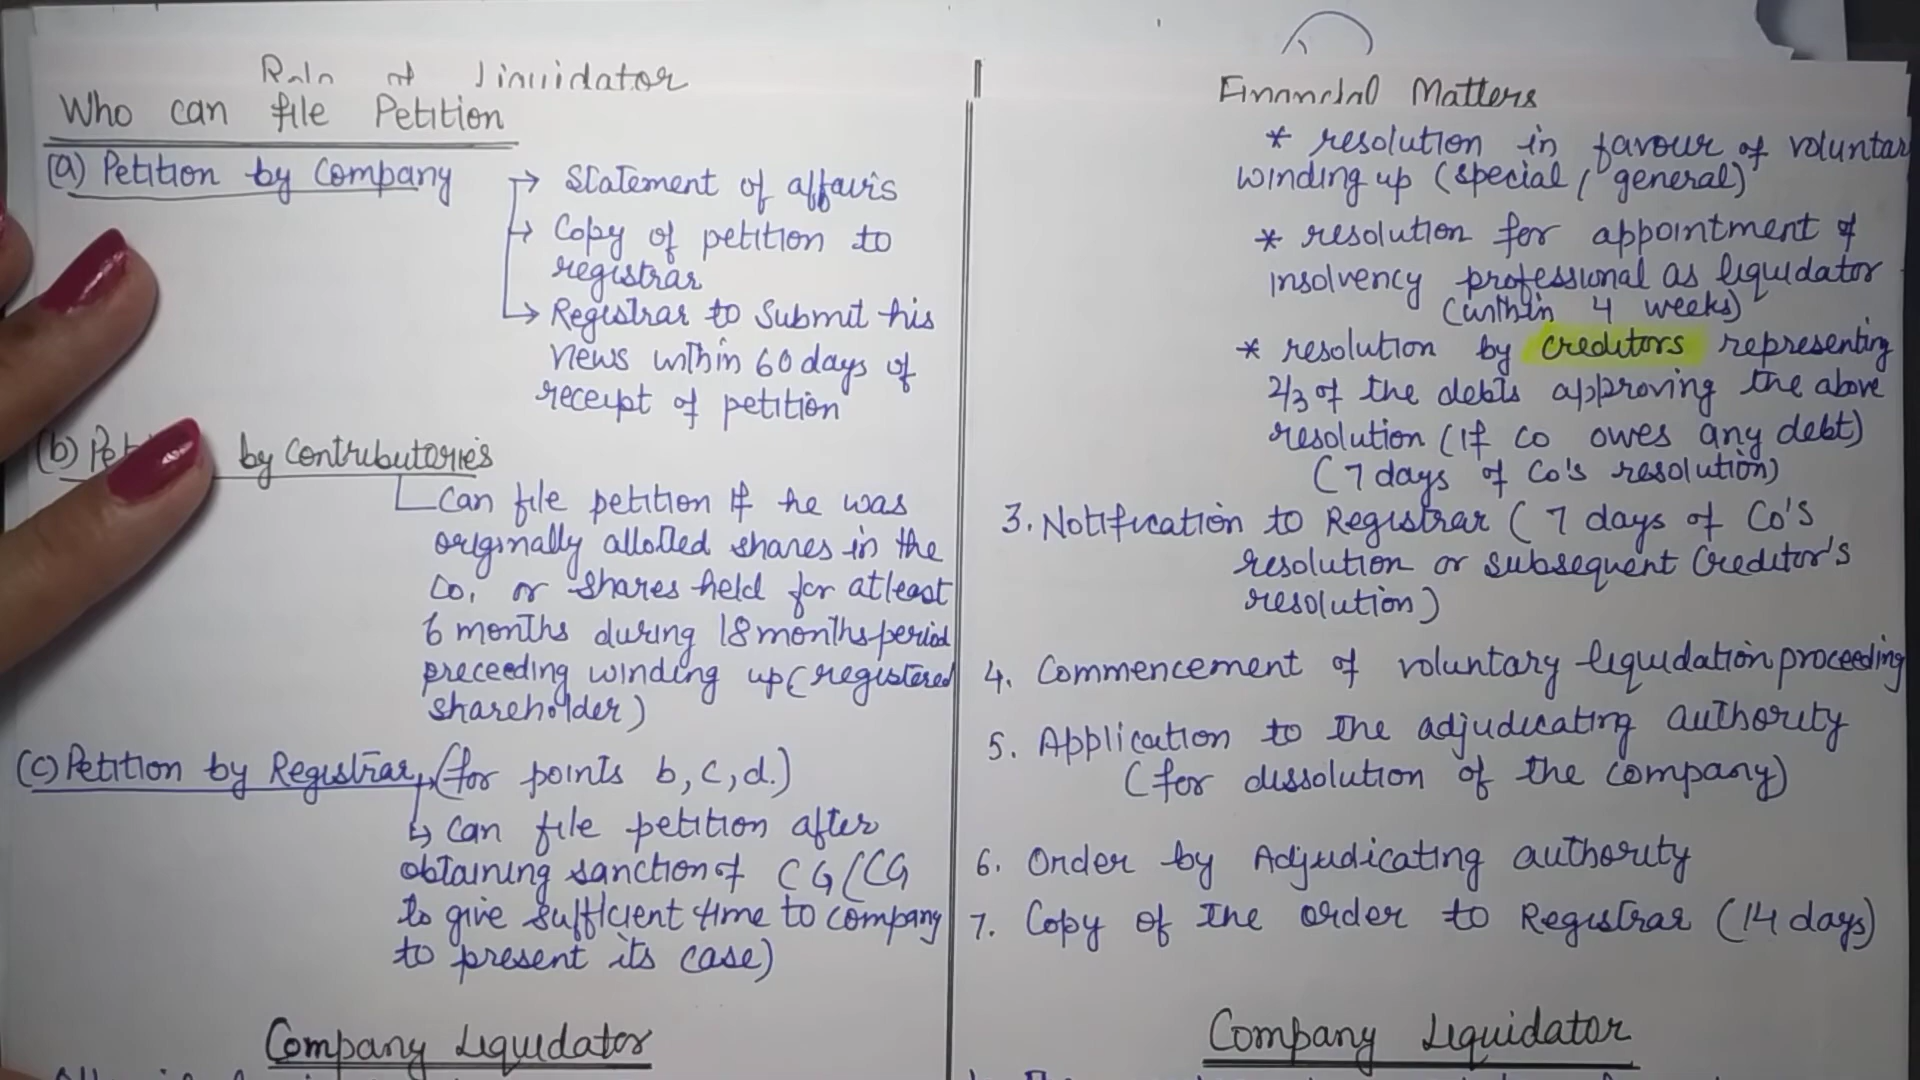 Role of Liquidator
Who can file Petition
(a) Petition by Company
→ Statement of affairs
→ Copy of petition to
registrar
→ Registrar to Submit his
news within 60 days of
receipt of petition
(b) by Contributories
Can file petition if he was
originally allotted shares in the
Co, or shares held for atleast
6 months during 18 months period
preceeding winding up (registered
shareholder)
(c) Petition by Registrar (for points b, c, d.)
↳ can file petition after
obtaining sanction of CG (CG
to give sufficient time to company
to present its case)
Company Liquidator
Financial Matters
* resolution in favour of voluntar
winding up (special / general)
* resolution for appointment of
insolvency professional as liquidator
(within 4 weeks)
* resolution by creditors representing
2/3 of the debts approving the above
resolution (if co owes any debt)
(7 days of Co's resolution)
3. Notification to Registrar (7 days of Co's
resolution or subsequent Creditor's
resolution)
4. Commencement of voluntary liquidation proceeding
5. Application to the adjudicating authority
(for dissolution of the company)
6. Order by Adjudicating authority
7. Copy of the order to Registrar (14 days)
Company Liquidator